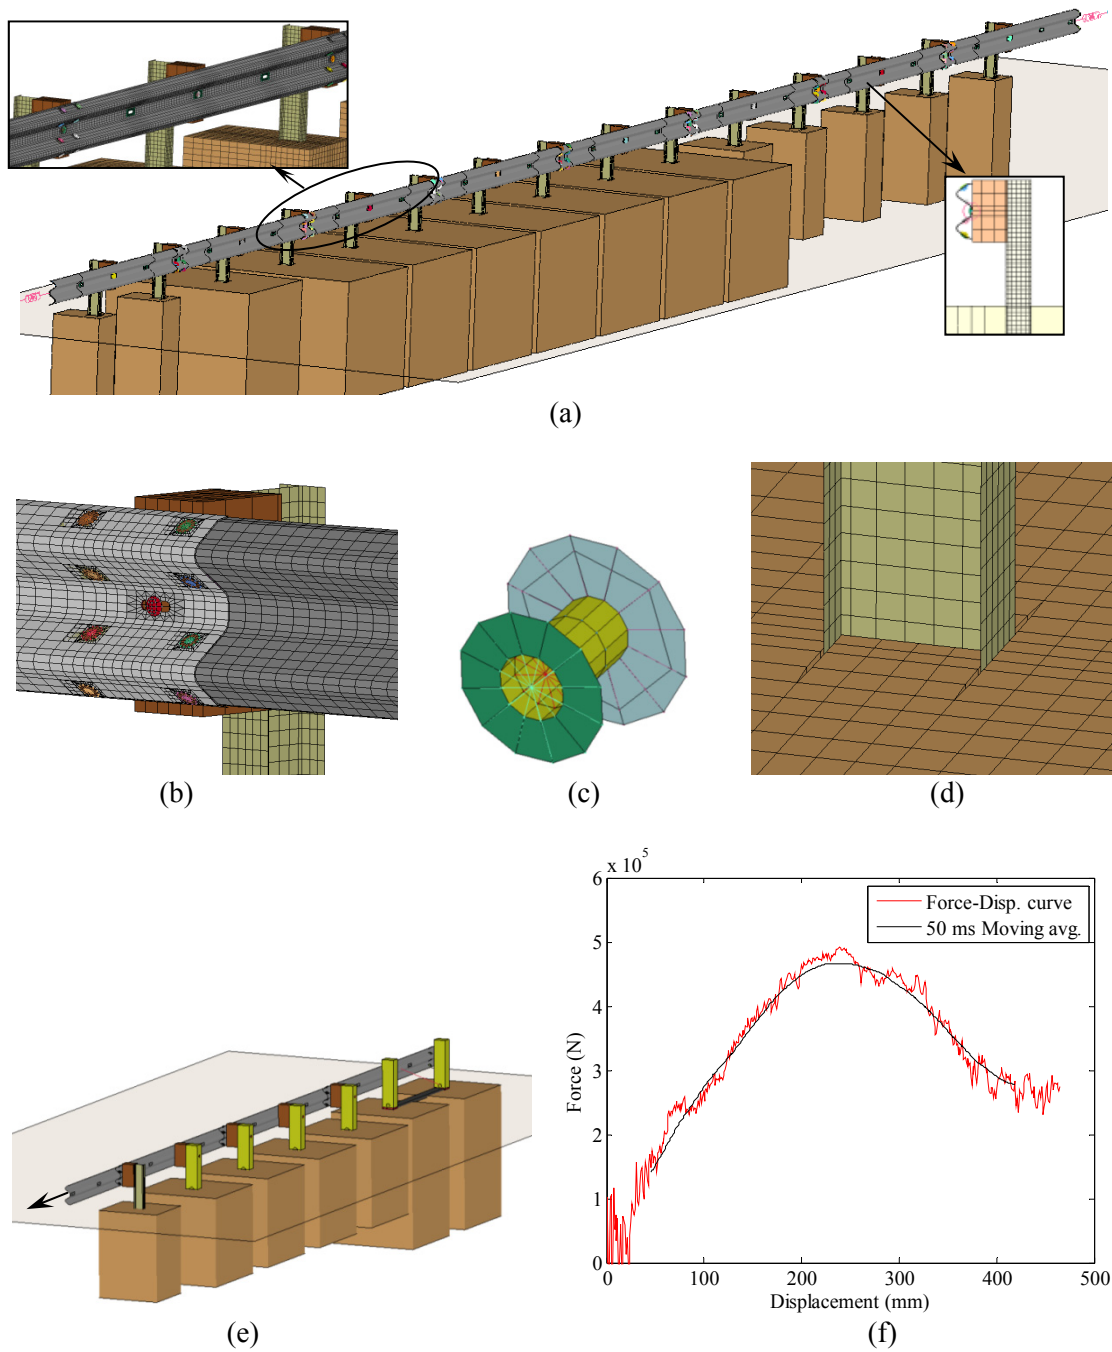 (a)
(b)
(c)
(d)
(e)
x 10^5
6
5
4
3
2
1
0
Force (N)
Force-Disp. curve
50 ms Moving avg.
0 100 200 300 400 500
Displacement (mm)
(f)